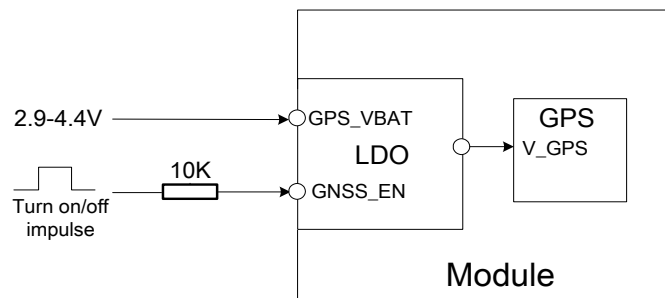 2.9-4.4V
GPS_VBAT
LDO
GPS
V_GPS
10K
GNSS_EN
Turn on/off
impulse
Module